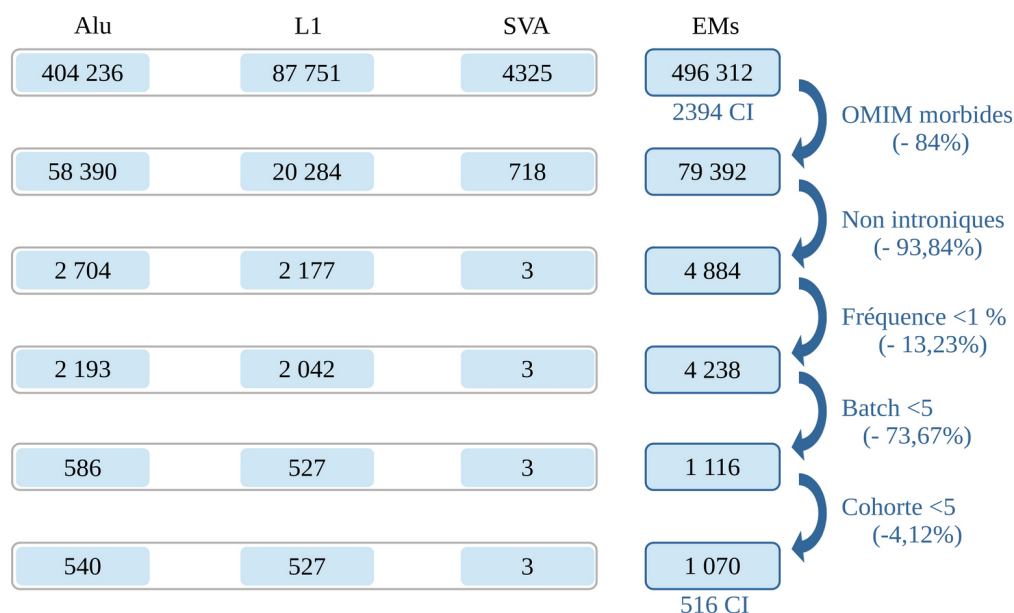 Alu L1 SVA EMs
404 236 87 751 4325 496 312
2394 CI
OMIM morbides
(- 84%)
58 390 20 284 718 79 392
Non introniques
(- 93,84%)
2 704 2 177 3 4 884
Fréquence <1 %
(- 13,23%)
2 193 2 042 3 4 238
Batch <5
(- 73,67%)
586 527 3 1 116
Cohorte <5
(-4,12%)
540 527 3 1 070
516 CI